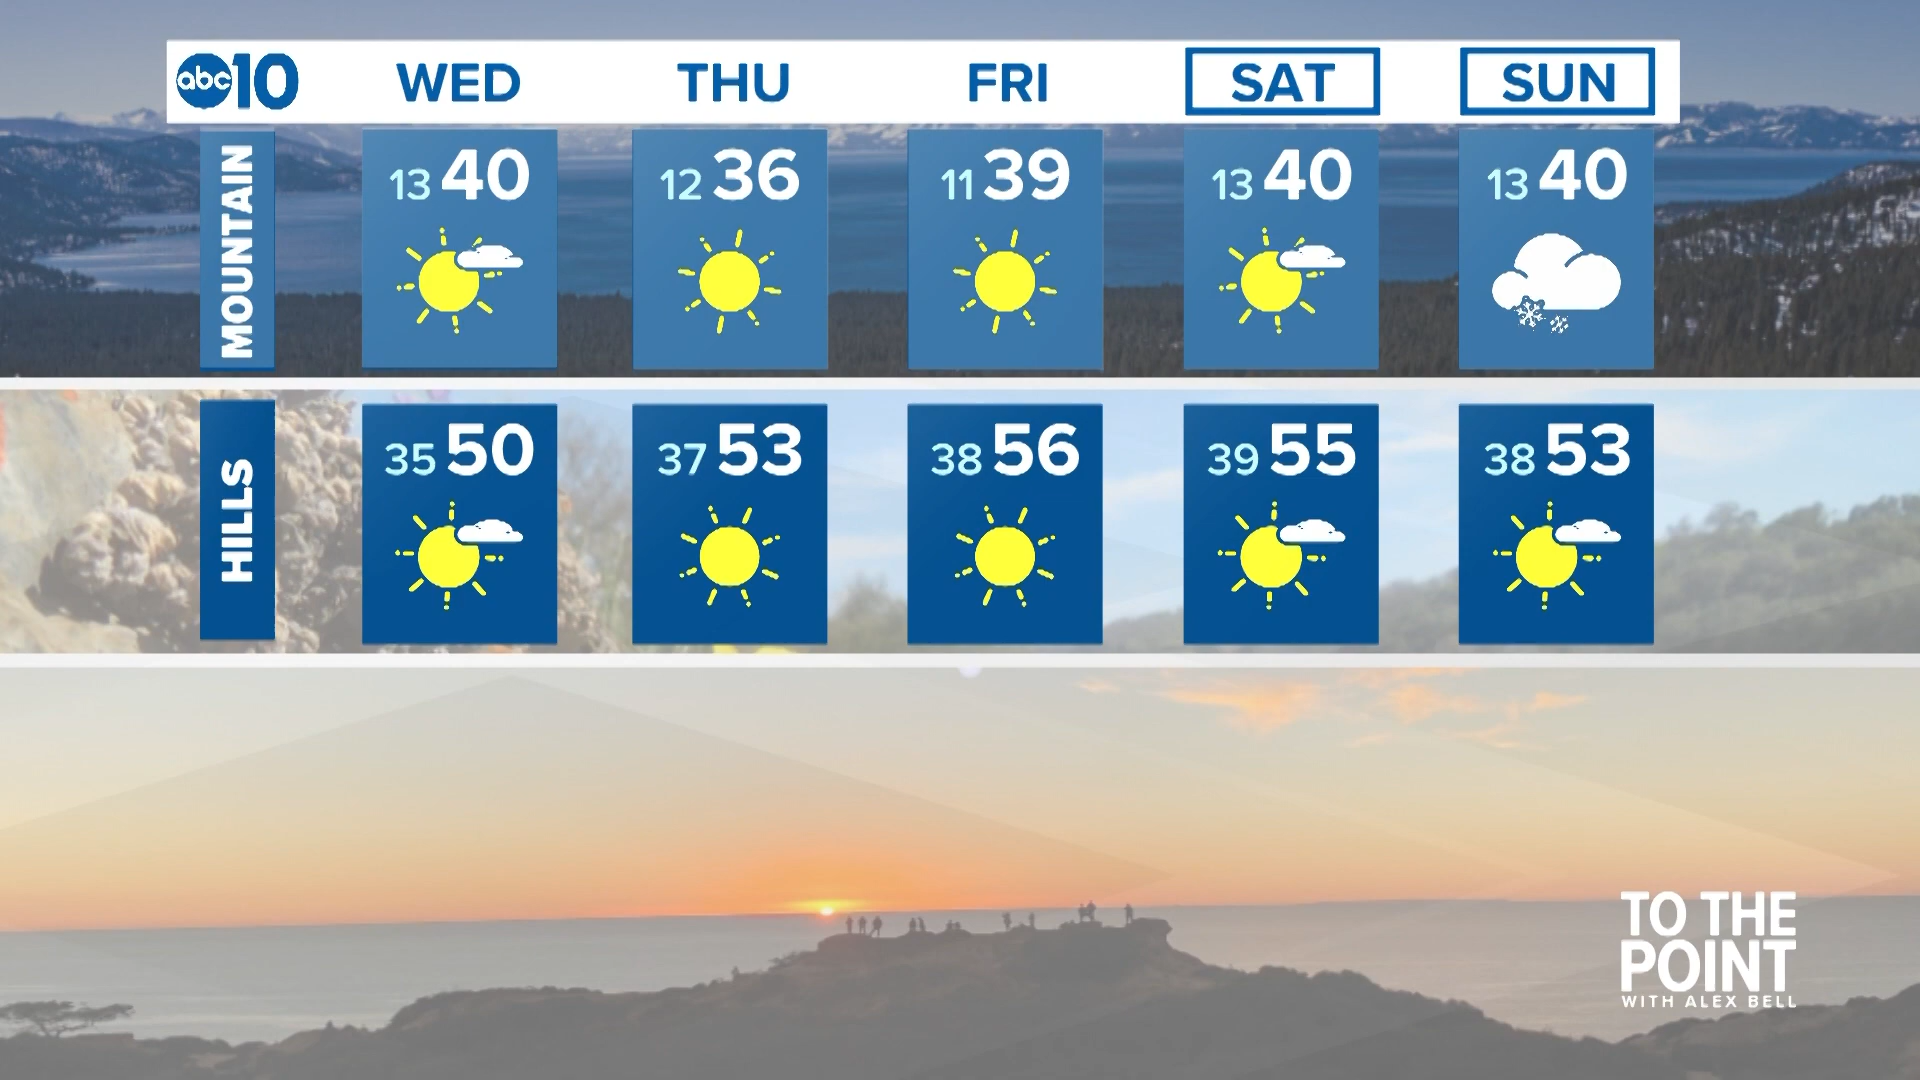 abc10 WED THU FRI SAT SUN
MOUNTAIN
13 40 12 36 11 39 13 40 13 40
HILLS
35 50 37 53 38 56 39 55 38 53
TO THE
POINT
WITH ALEX BELL